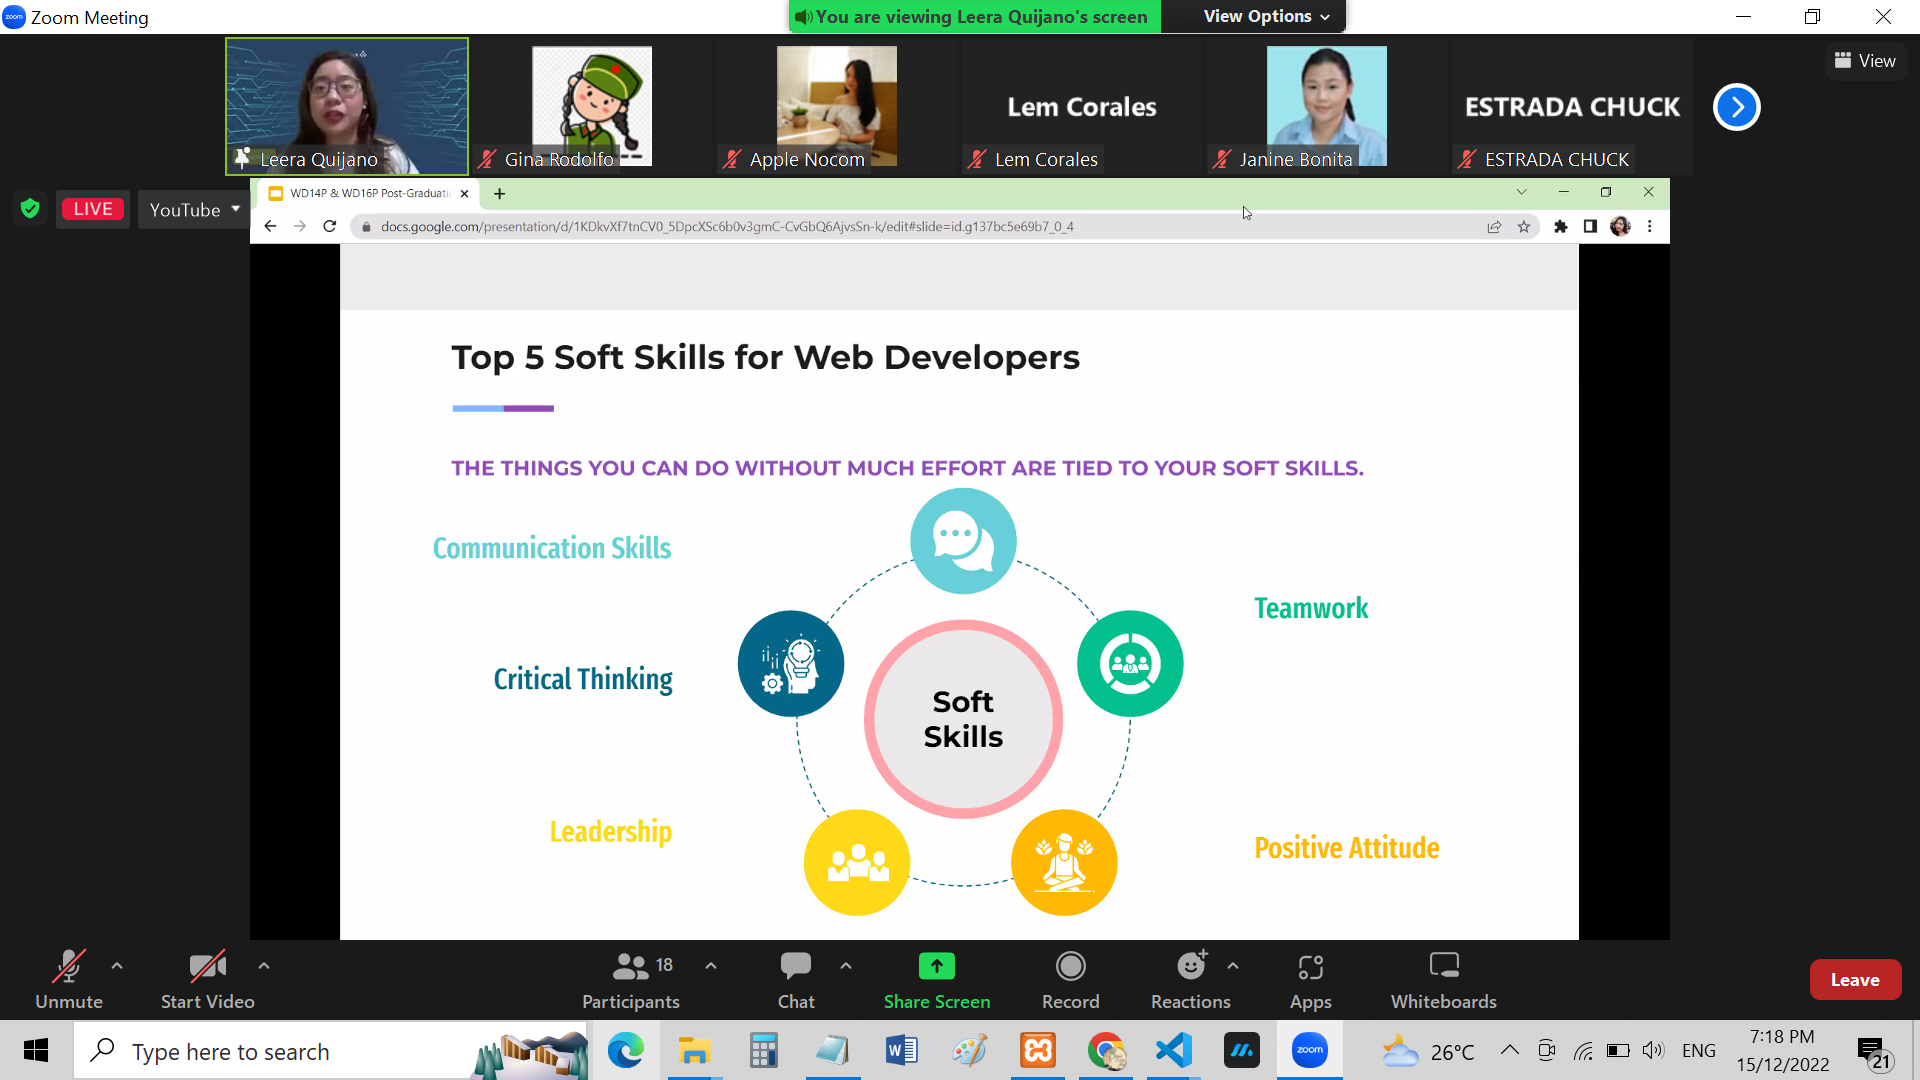 zoom Zoom Meeting
You are viewing Leera Quijano's screen
View Options
View
Leera Quijano
Gina Rodolfo
Apple Nocom
Lem Corales
Lem Corales
Janine Bonita
ESTRADA CHUCK
ESTRADA CHUCK
LIVE
YouTube
WD14P & WD16P Post-Graduati
docs.google.com/presentation/d/1KDkvXf7tnCV0_5DpcXSc6b0v3gmC-CvGbQ6AjvsSn-k/edit#slide=id.g137bc5e69b7_0_4
Top 5 Soft Skills for Web Developers
THE THINGS YOU CAN DO WITHOUT MUCH EFFORT ARE TIED TO YOUR SOFT SKILLS.
Communication Skills
Teamwork
Critical Thinking
Soft
Skills
Leadership
Positive Attitude
Unmute
Start Video
18
Participants
Chat
Share Screen
Record
Reactions
Apps
Whiteboards
Leave
Type here to search
zoom
26°C
ENG
7:18 PM
15/12/2022
21